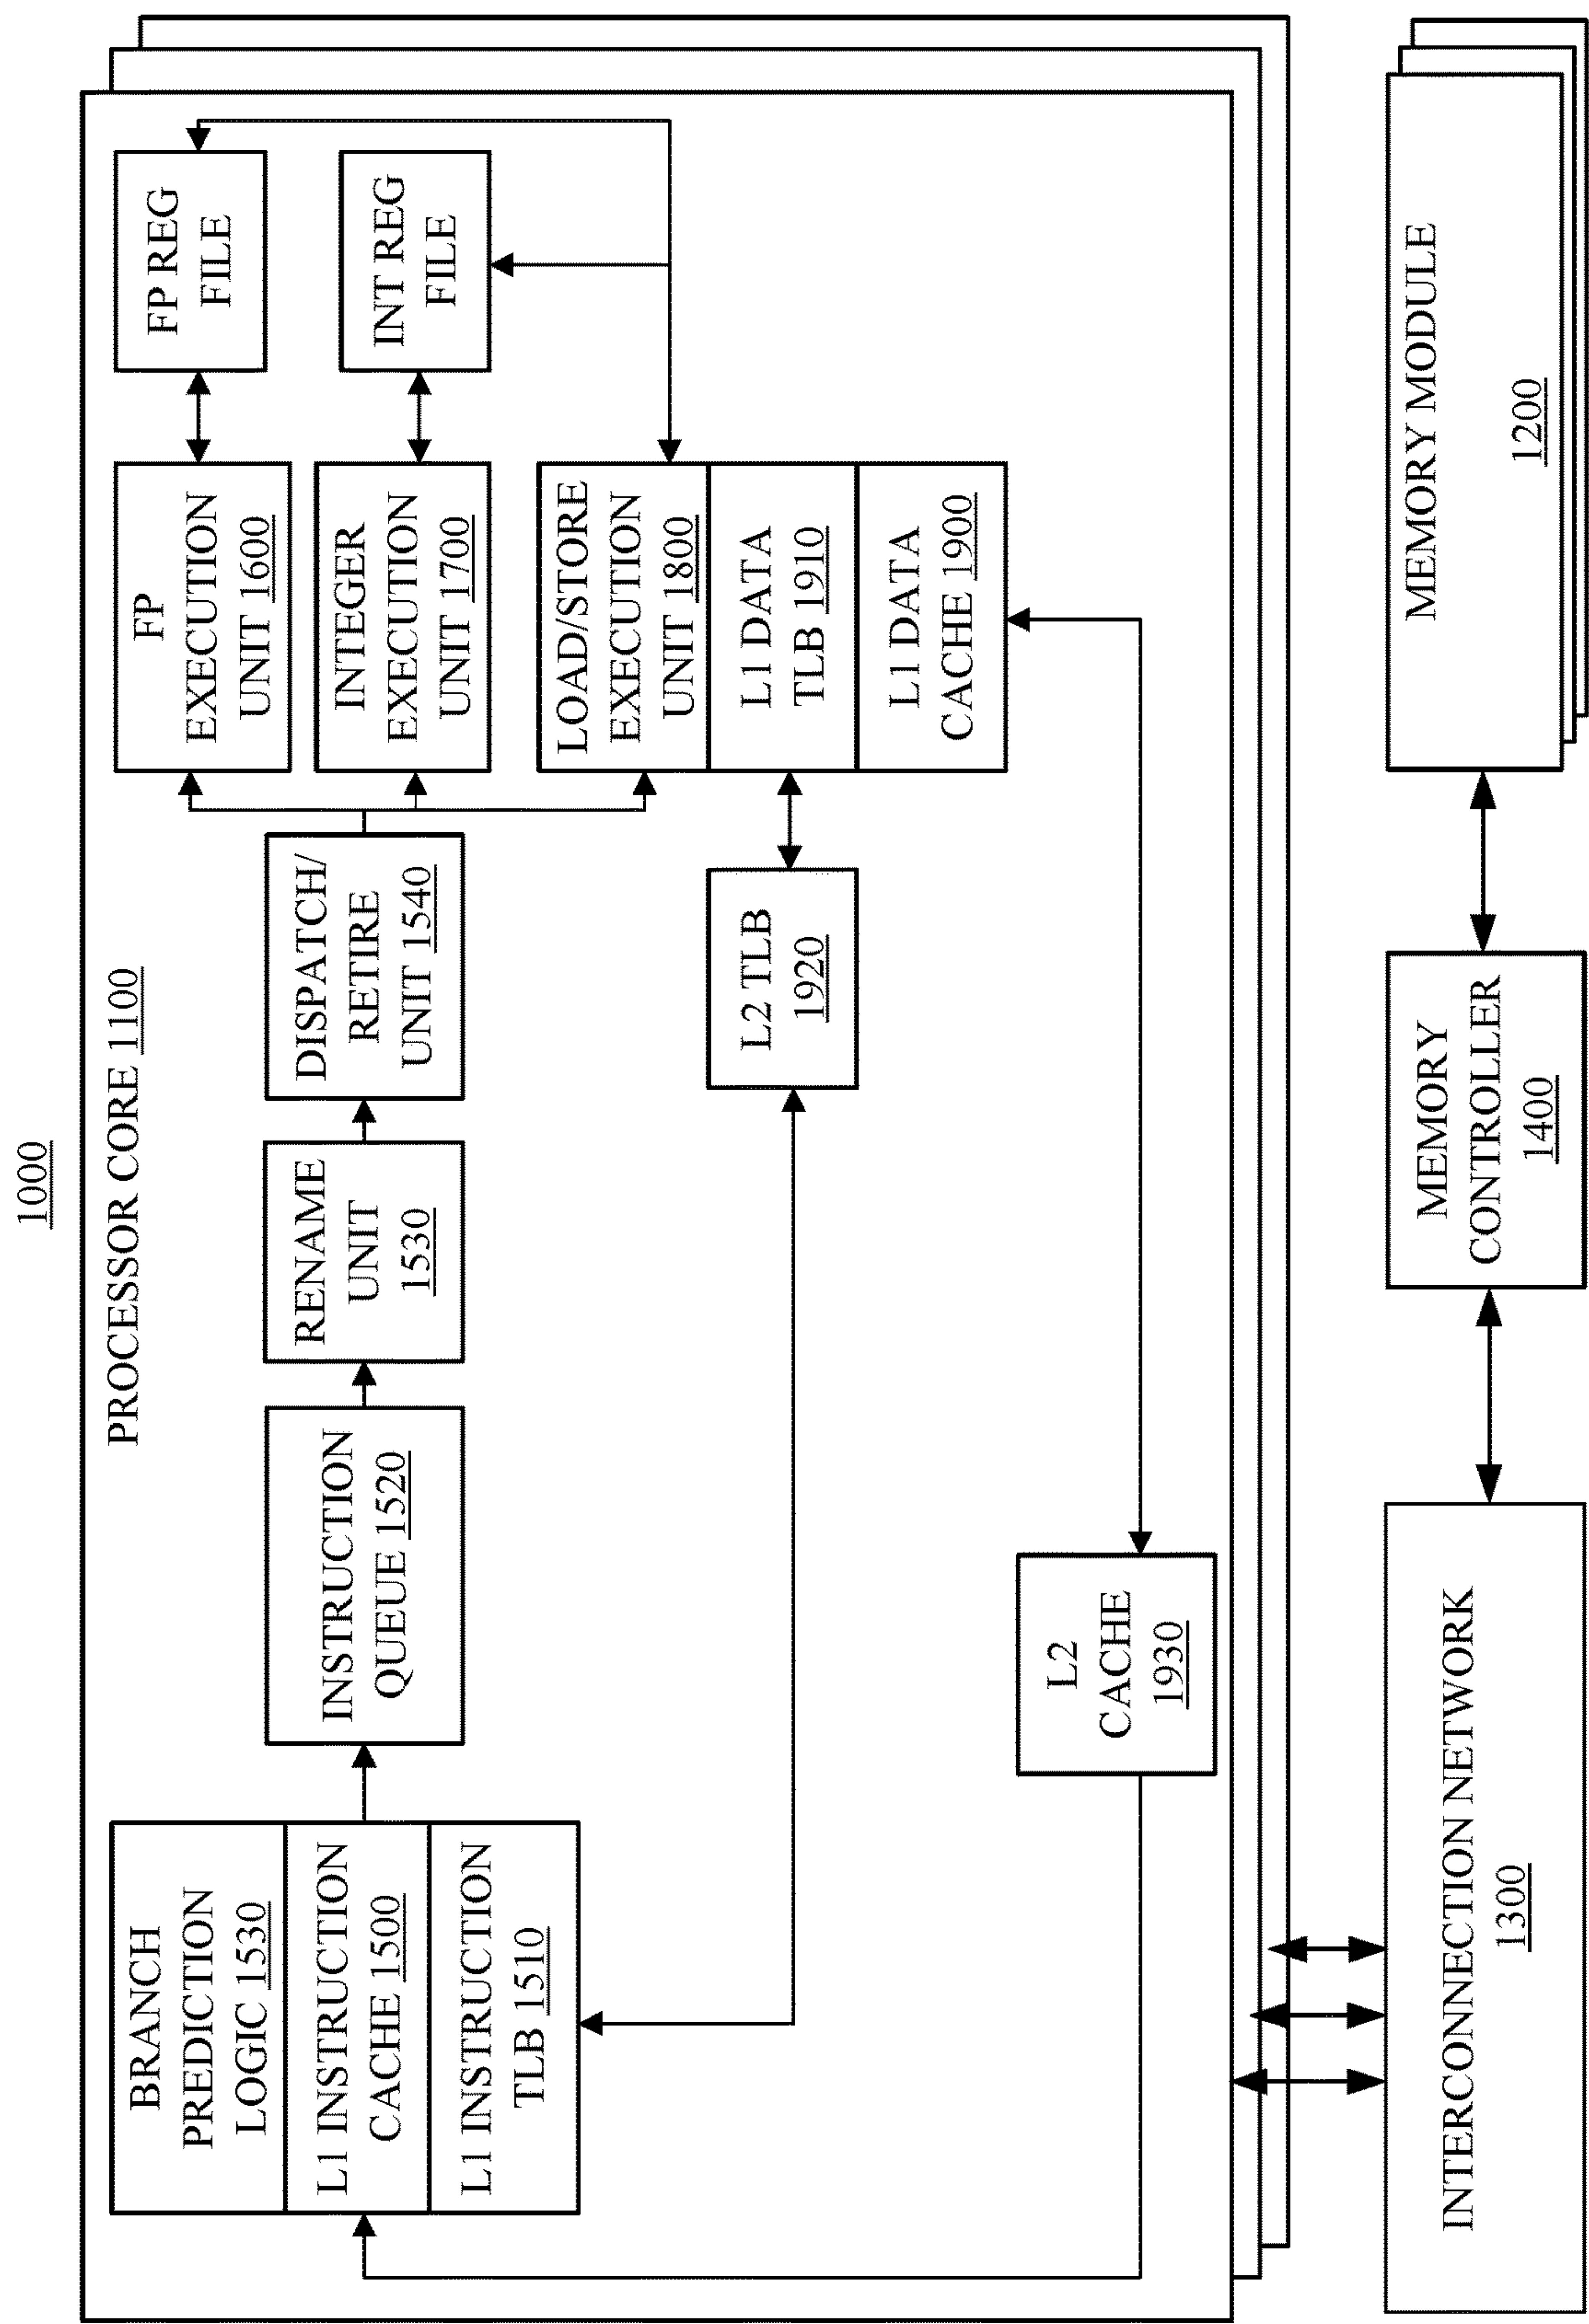 1000
PROCESSOR CORE 1100
BRANCH
PREDICTION
LOGIC 1530
L1 INSTRUCTION
CACHE 1500
L1 INSTRUCTION
TLB 1510
INSTRUCTION
QUEUE 1520
RENAME
UNIT
1530
DISPATCH/
RETIRE
UNIT 1540
FP
EXECUTION
UNIT 1600
FP REG
FILE
INTEGER
EXECUTION
UNIT 1700
INT REG
FILE
LOAD/STORE
EXECUTION
UNIT 1800
L1 DATA
TLB 1910
L1 DATA
CACHE 1900
L2 TLB
1920
L2
CACHE
1930
INTERCONNECTION NETWORK
1300
MEMORY
CONTROLLER
1400
MEMORY MODULE
1200